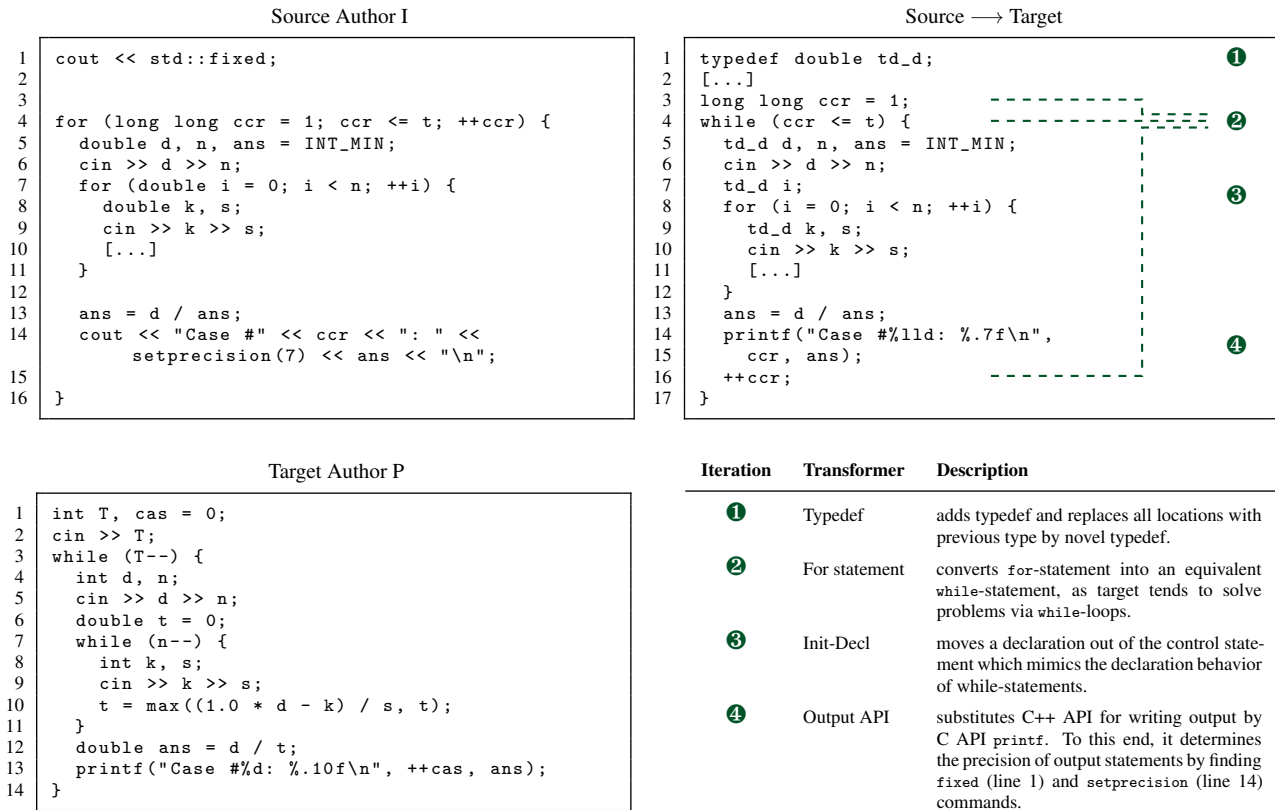 Source Author I
1 cout << std::fixed;
2
3
4 for (long long ccr = 1; ccr <= t; ++ccr) {
5 double d, n, ans = INT_MIN;
6 cin >> d >> n;
7 for (double i = 0; i < n; ++i) {
8 double k, s;
9 cin >> k >> s;
10 [...]
11 }
12
13 ans = d / ans;
14 cout << "Case #" << ccr << ": " <<
setprecision(7) << ans << "\n";
15
16 }
Source ⟶ Target
1 typedef double td_d; ❶
2 [...]
3 long long ccr = 1;
4 while (ccr <= t) { ❷
5 td_d d, n, ans = INT_MIN;
6 cin >> d >> n;
7 td_d i; ❸
8 for (i = 0; i < n; ++i) {
9 td_d k, s;
10 cin >> k >> s;
11 [...]
12 }
13 ans = d / ans;
14 printf("Case #%lld: %.7f\n",
15 ccr, ans); ❹
16 ++ccr;
17 }
Target Author P
1 int T, cas = 0;
2 cin >> T;
3 while (T--) {
4 int d, n;
5 cin >> d >> n;
6 double t = 0;
7 while (n--) {
8 int k, s;
9 cin >> k >> s;
10 t = max((1.0 * d - k) / s, t);
11 }
12 double ans = d / t;
13 printf("Case #%d: %.10f\n", ++cas, ans);
14 }
Iteration Transformer Description
❶ Typedef adds typedef and replaces all locations with
previous type by novel typedef.
❷ For statement converts for-statement into an equivalent
while-statement, as target tends to solve
problems via while-loops.
❸ Init-Decl moves a declaration out of the control state-
ment which mimics the declaration behavior
of while-statements.
❹ Output API substitutes C++ API for writing output by
C API printf. To this end, it determines
the precision of output statements by finding
fixed (line 1) and setprecision (line 14)
commands.